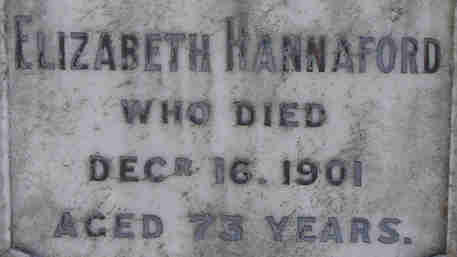 ELIZABETH HANNAFORD
WHO DIED
DECR 16. 1901
AGED 73 YEARS.